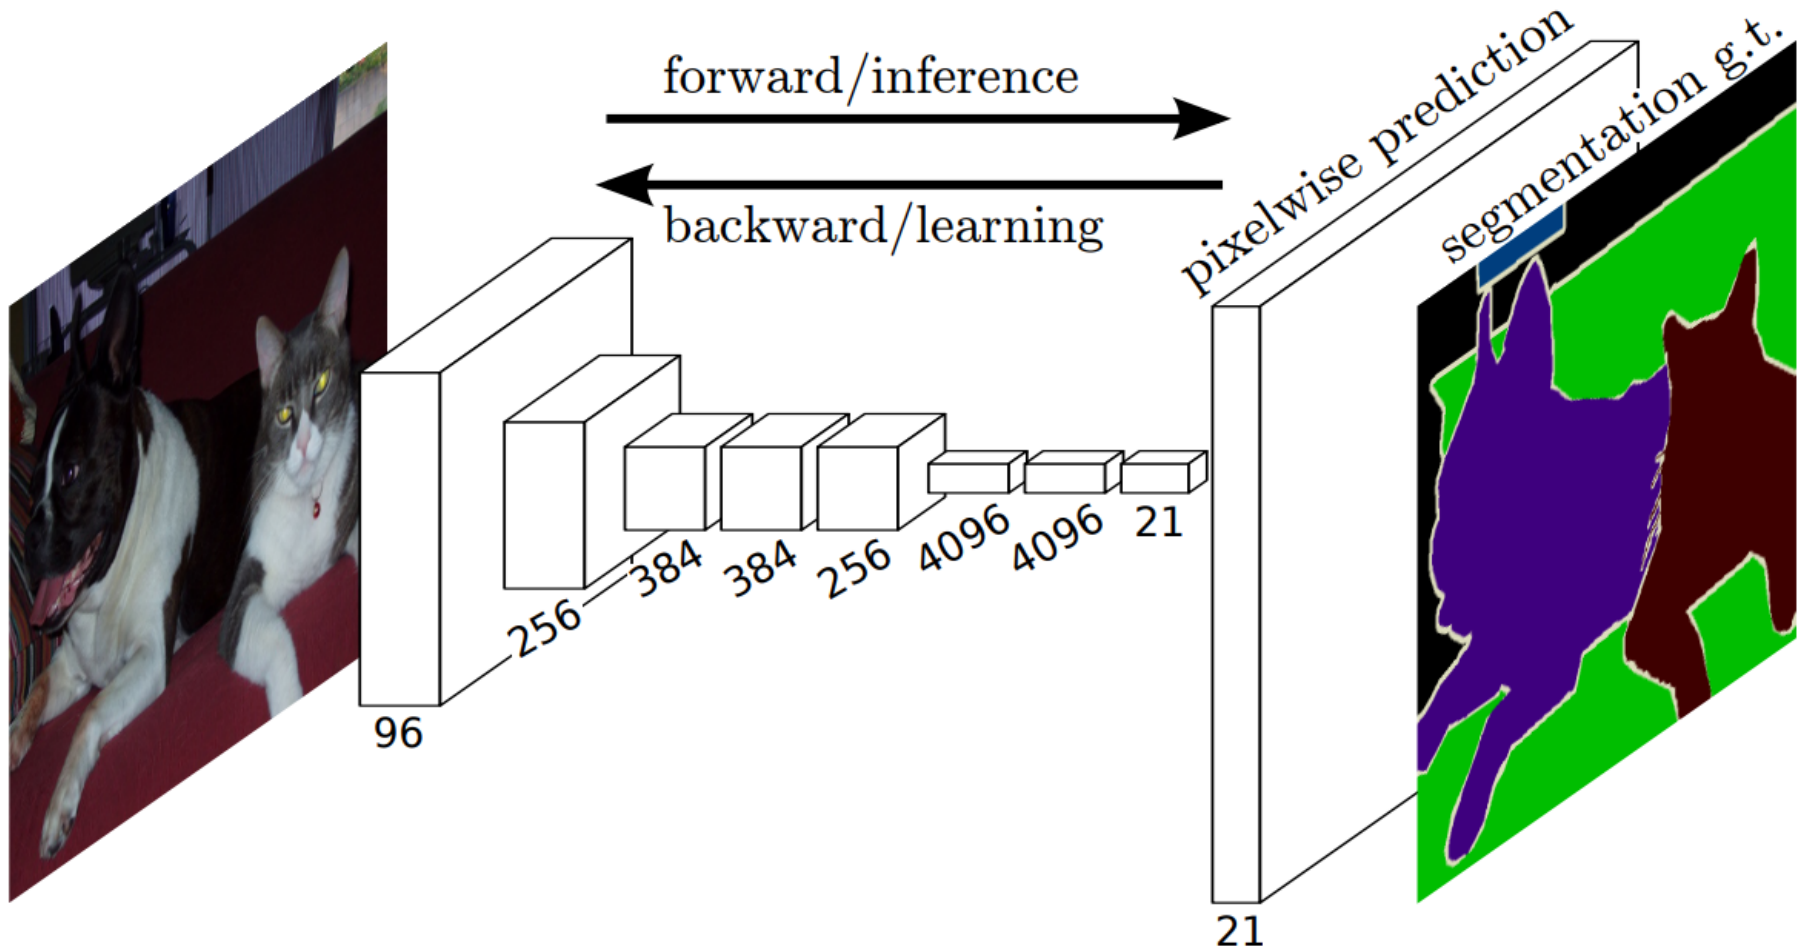 forward/inference
backward/learning
pixelwise prediction
segmentation g.t.
96
256
384
384
256
4096
4096
21
21